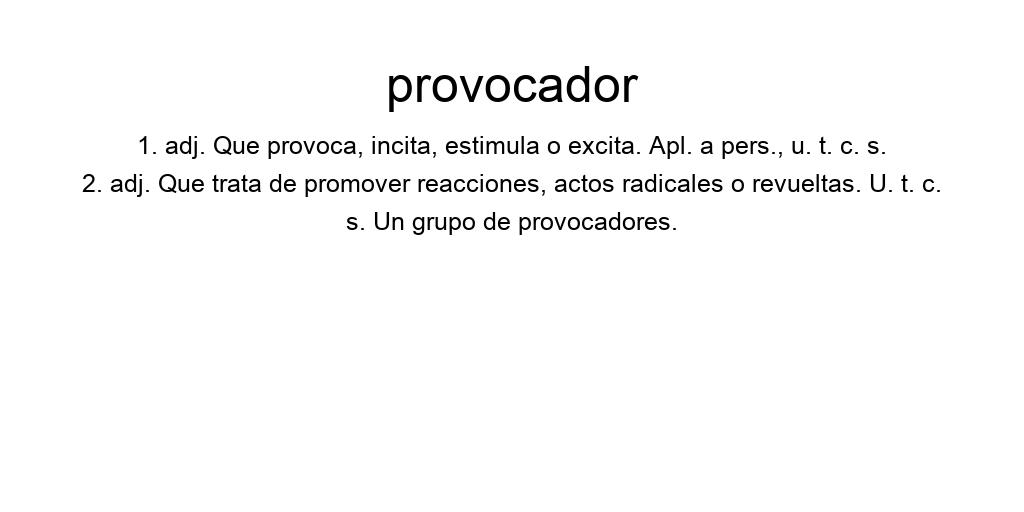 provocador
1. adj. Que provoca, incita, estimula o excita. Apl. a pers., u. t. c. s.
2. adj. Que trata de promover reacciones, actos radicales o revueltas. U. t. c.
s. Un grupo de provocadores.